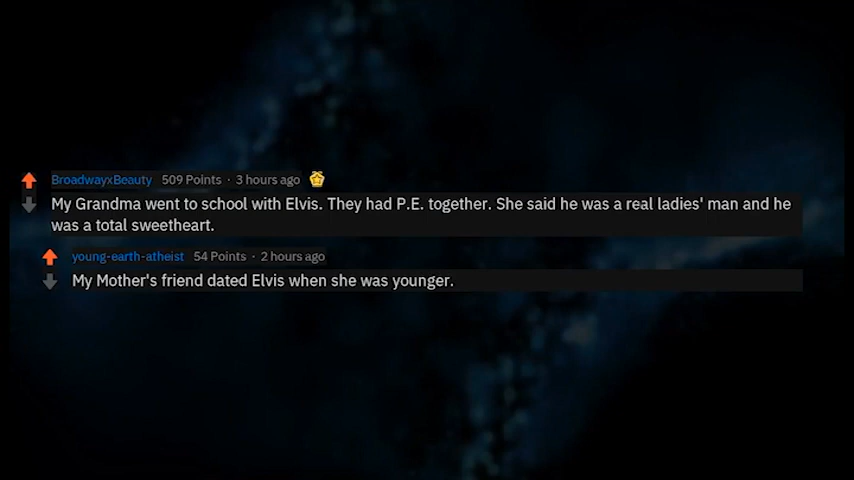 BroadwayxBeauty 509 Points · 3 hours ago
My Grandma went to school with Elvis. They had P.E. together. She said he was a real ladies' man and he
was a total sweetheart.
young-earth-atheist 54 Points · 2 hours ago
My Mother's friend dated Elvis when she was younger.